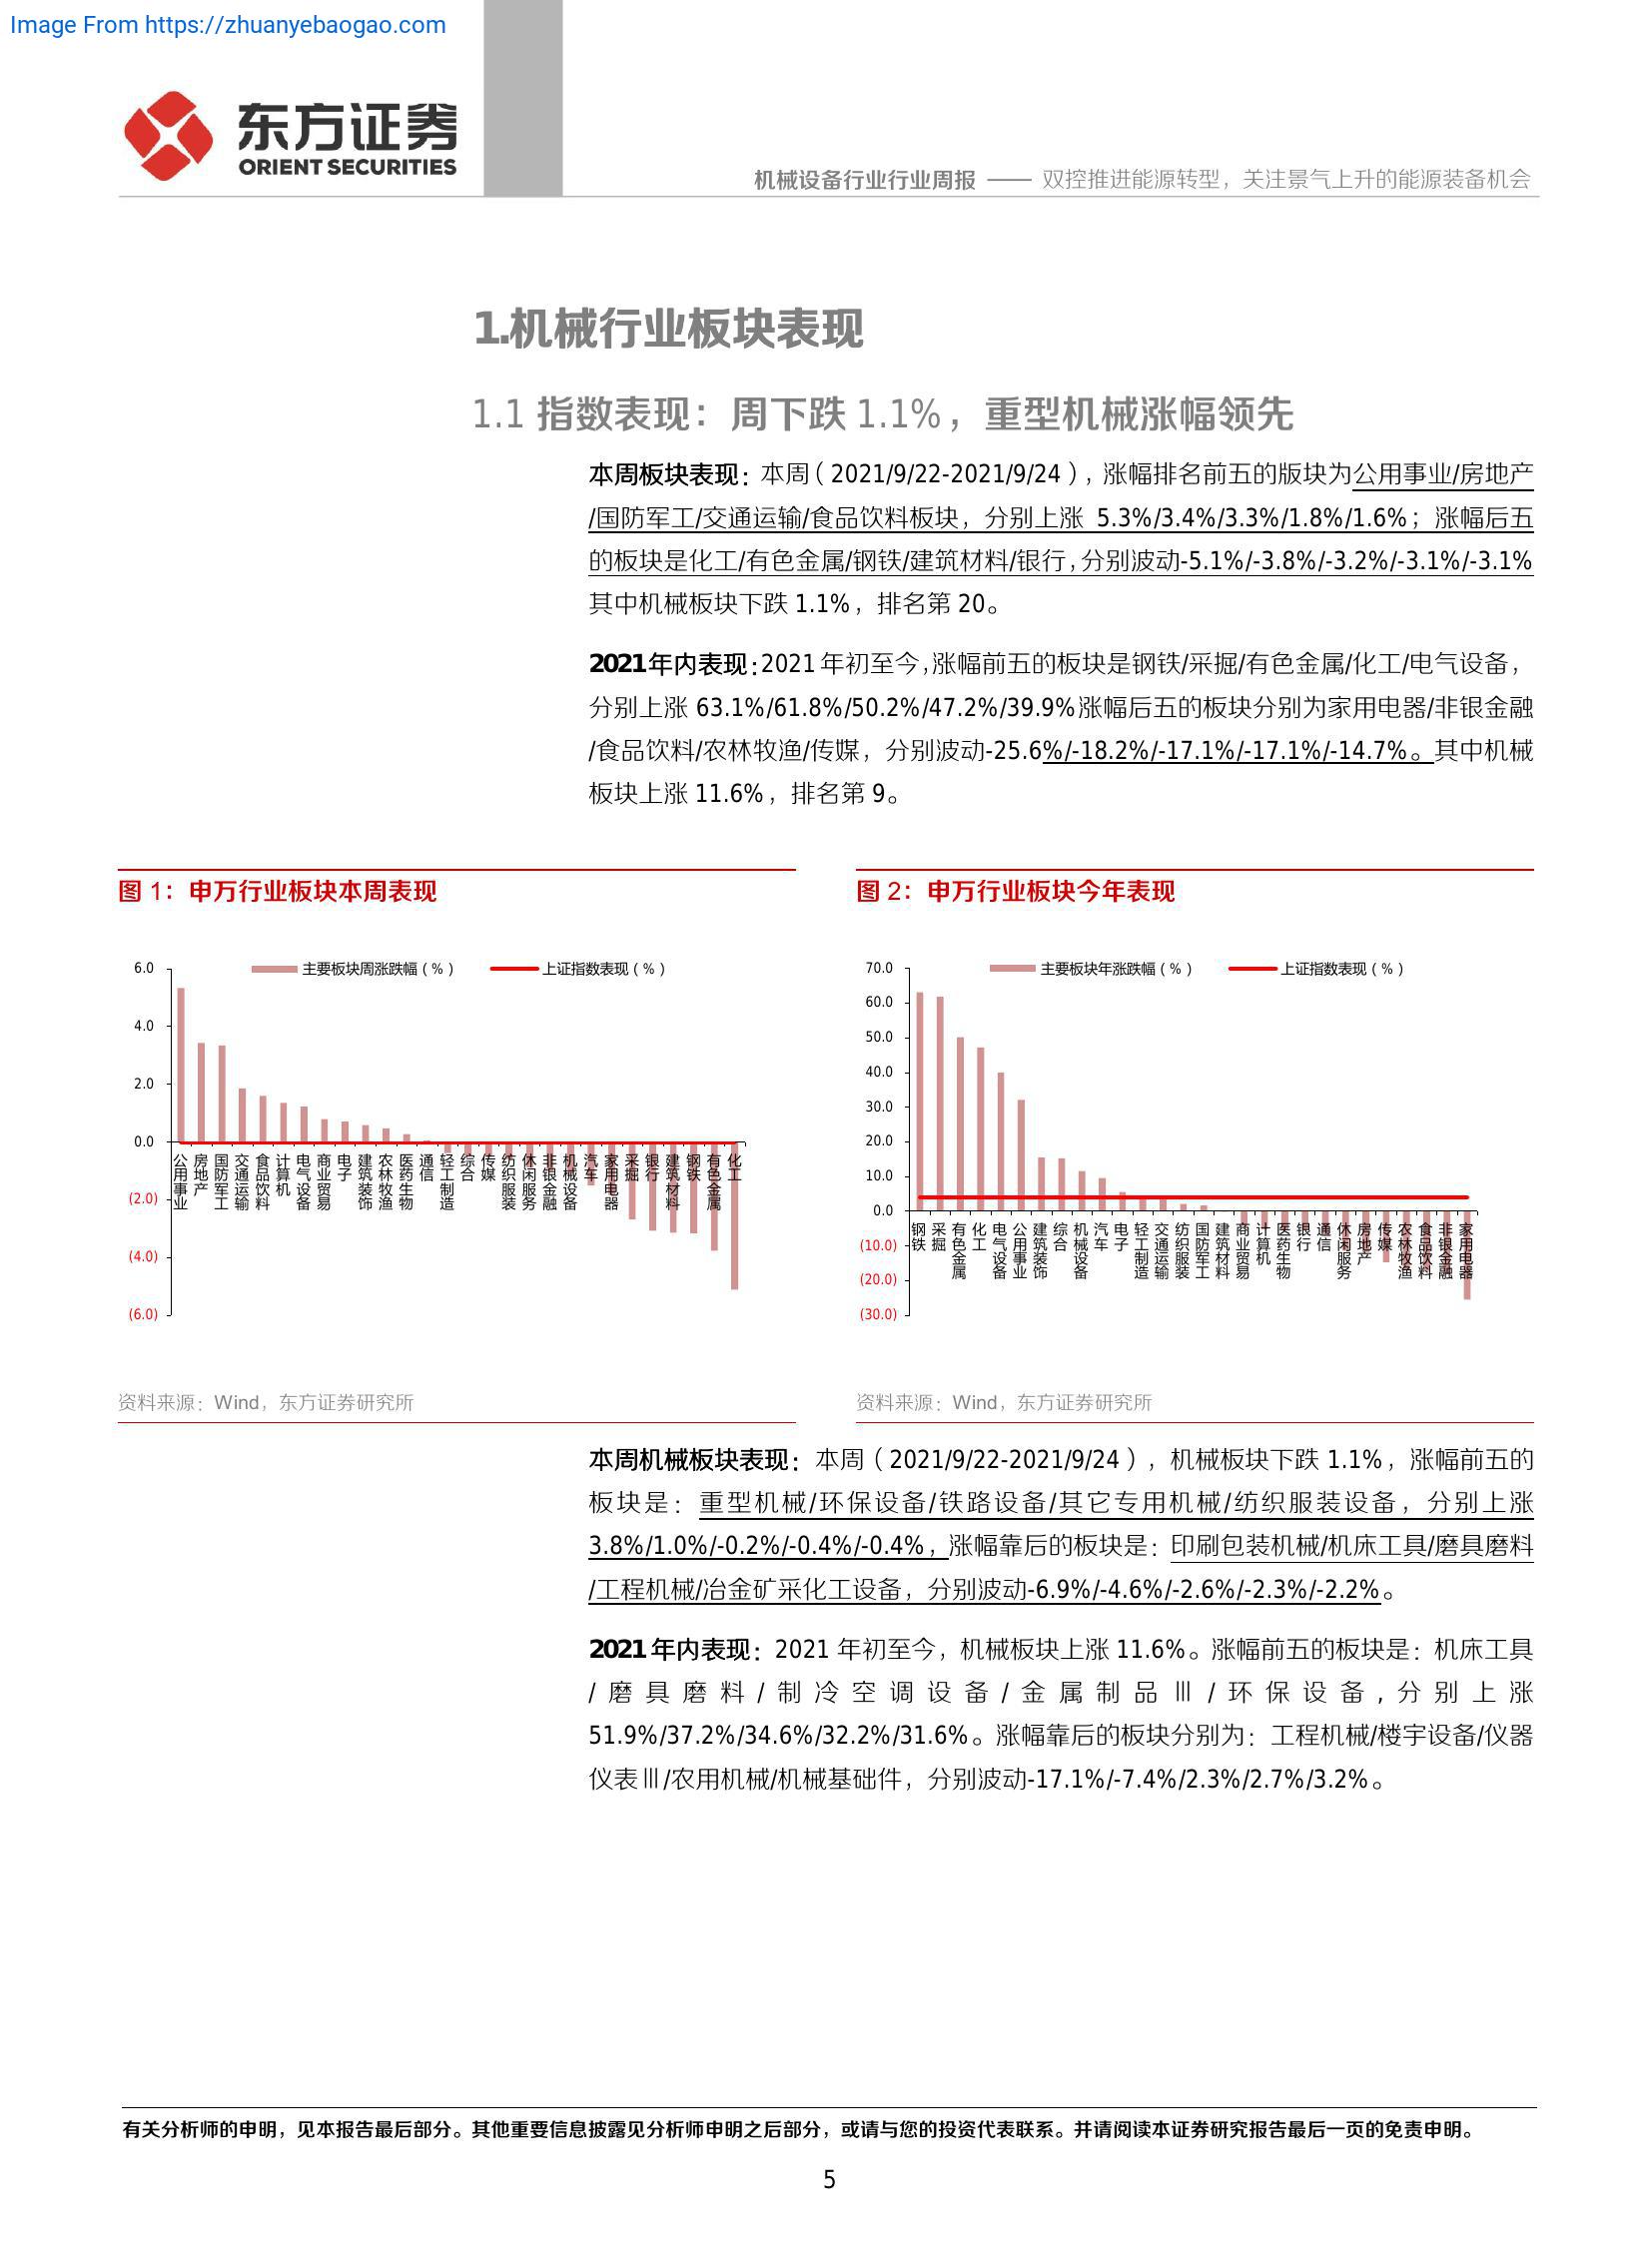 Image From https://zhuanyebaogao.com
东方证券
ORIENT SECURITIES
机械设备行业行业周报 —— 双控推进能源转型，关注景气上升的能源装备机会
1.机械行业板块表现
1.1 指数表现：周下跌 1.1%，重型机械涨幅领先
本周板块表现：本周（2021/9/22-2021/9/24），涨幅排名前五的版块为公用事业/房地产
/国防军工/交通运输/食品饮料板块，分别上涨 5.3%/3.4%/3.3%/1.8%/1.6%；涨幅后五
的板块是化工/有色金属/钢铁/建筑材料/银行，分别波动-5.1%/-3.8%/-3.2%/-3.1%/-3.1%
其中机械板块下跌 1.1%，排名第 20。
2021年内表现：2021 年初至今，涨幅前五的板块是钢铁/采掘/有色金属/化工/电气设备，
分别上涨 63.1%/61.8%/50.2%/47.2%/39.9%涨幅后五的板块分别为家用电器/非银金融
/食品饮料/农林牧渔/传媒，分别波动-25.6%/-18.2%/-17.1%/-17.1%/-14.7%。其中机械
板块上涨 11.6%，排名第 9。
图 1：申万行业板块本周表现
主要板块周涨跌幅（%）
上证指数表现（%）
6.0
4.0
2.0
0.0
(2.0)
(4.0)
(6.0)
公用事业
房地产
国防军工
交通运输
食品饮料
计算机
电气设备
商业贸易
电子
建筑装饰
农林牧渔
医药生物
通信
轻工制造
综合
传媒
纺织服装
休闲服务
非银金融
机械设备
汽车
家用电器
采掘
银行
建筑材料
钢铁
有色金属
化工
资料来源：Wind，东方证券研究所
图 2：申万行业板块今年表现
主要板块年涨跌幅（%）
上证指数表现（%）
70.0
60.0
50.0
40.0
30.0
20.0
10.0
0.0
(10.0)
(20.0)
(30.0)
钢铁
采掘
有色金属
化工
电气设备
公用事业
建筑装饰
综合
机械设备
汽车
电子
轻工制造
交通运输
纺织服装
国防军工
建筑材料
商业贸易
计算机
医药生物
银行
通信
休闲服务
房地产
传媒
农林牧渔
食品饮料
非银金融
家用电器
资料来源：Wind，东方证券研究所
本周机械板块表现：本周（2021/9/22-2021/9/24），机械板块下跌 1.1%，涨幅前五的
板块是：重型机械/环保设备/铁路设备/其它专用机械/纺织服装设备，分别上涨
3.8%/1.0%/-0.2%/-0.4%/-0.4%，涨幅靠后的板块是：印刷包装机械/机床工具/磨具磨料
/工程机械/冶金矿采化工设备，分别波动-6.9%/-4.6%/-2.6%/-2.3%/-2.2%。
2021 年内表现：2021 年初至今，机械板块上涨 11.6%。涨幅前五的板块是：机床工具
/磨具磨料/制冷空调设备/金属制品Ⅲ/环保设备，分别上涨
51.9%/37.2%/34.6%/32.2%/31.6%。涨幅靠后的板块分别为：工程机械/楼宇设备/仪器
仪表Ⅲ/农用机械/机械基础件，分别波动-17.1%/-7.4%/2.3%/2.7%/3.2%。
有关分析师的申明，见本报告最后部分。其他重要信息披露见分析师申明之后部分，或请与您的投资代表联系。并请阅读本证券研究报告最后一页的免责申明。
5